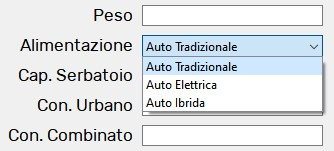 Peso
Alimentazione Auto Tradizionale
Auto Tradizionale
Cap. Serbatoio
Auto Elettrica
Con. Urbano
Auto Ibrida
Con. Combinato